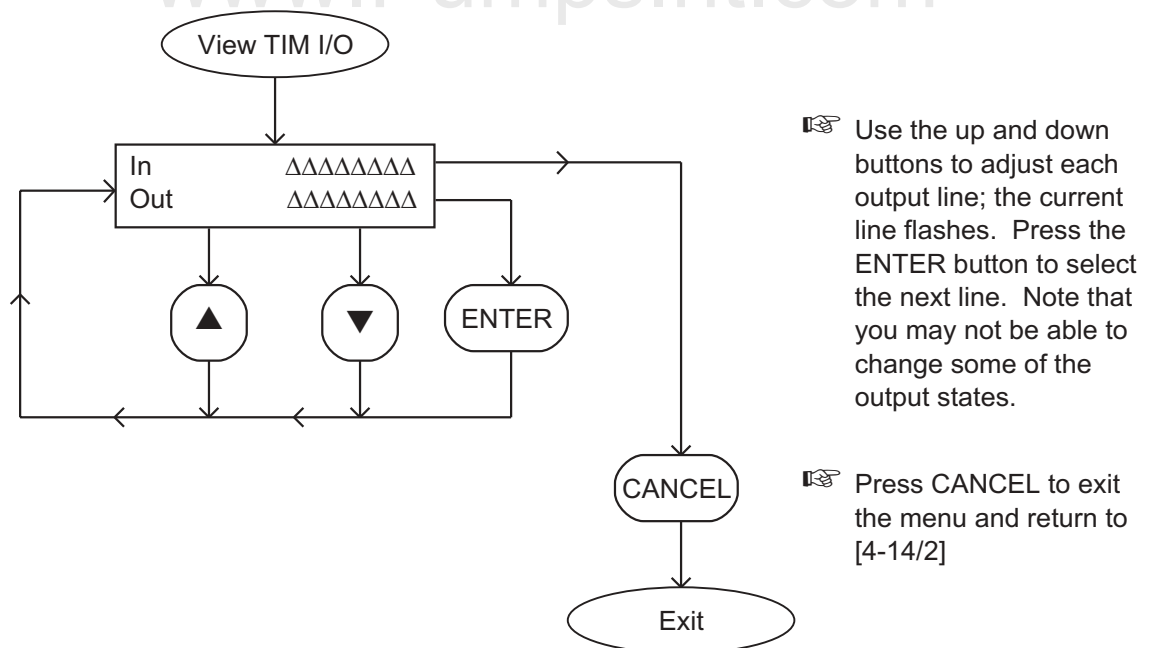 View TIM I/O
In ΔΔΔΔΔΔΔΔ
Out ΔΔΔΔΔΔΔΔ
▲ ▼ ENTER
CANCEL
Exit
☞ Use the up and down
buttons to adjust each
output line; the current
line flashes. Press the
ENTER button to select
the next line. Note that
you may not be able to
change some of the
output states.
☞ Press CANCEL to exit
the menu and return to
[4-14/2]